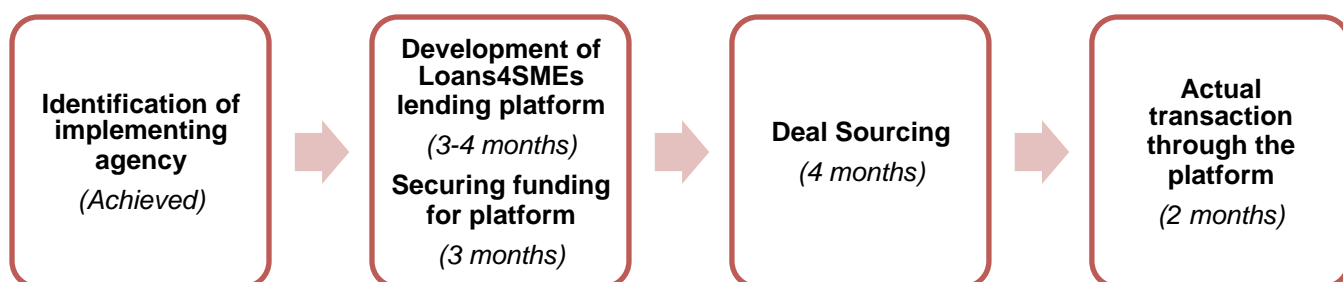 Identification of
implementing
agency
(Achieved)
Development of
Loans4SMEs
lending platform
(3-4 months)
Securing funding
for platform
(3 months)
Deal Sourcing
(4 months)
Actual
transaction
through the
platform
(2 months)